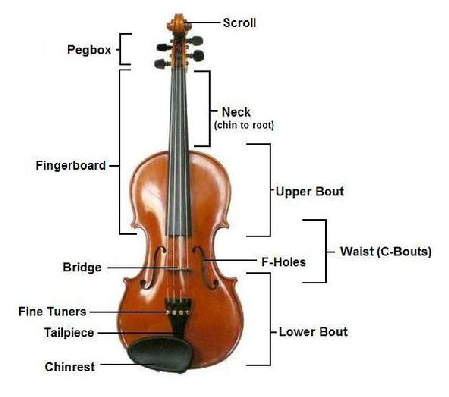 Scroll
Pegbox
Neck
(chin to root)
Fingerboard
Upper Bout
Waist (C-Bouts)
F-Holes
Bridge
Fine Tuners
Tailpiece
Lower Bout
Chinrest